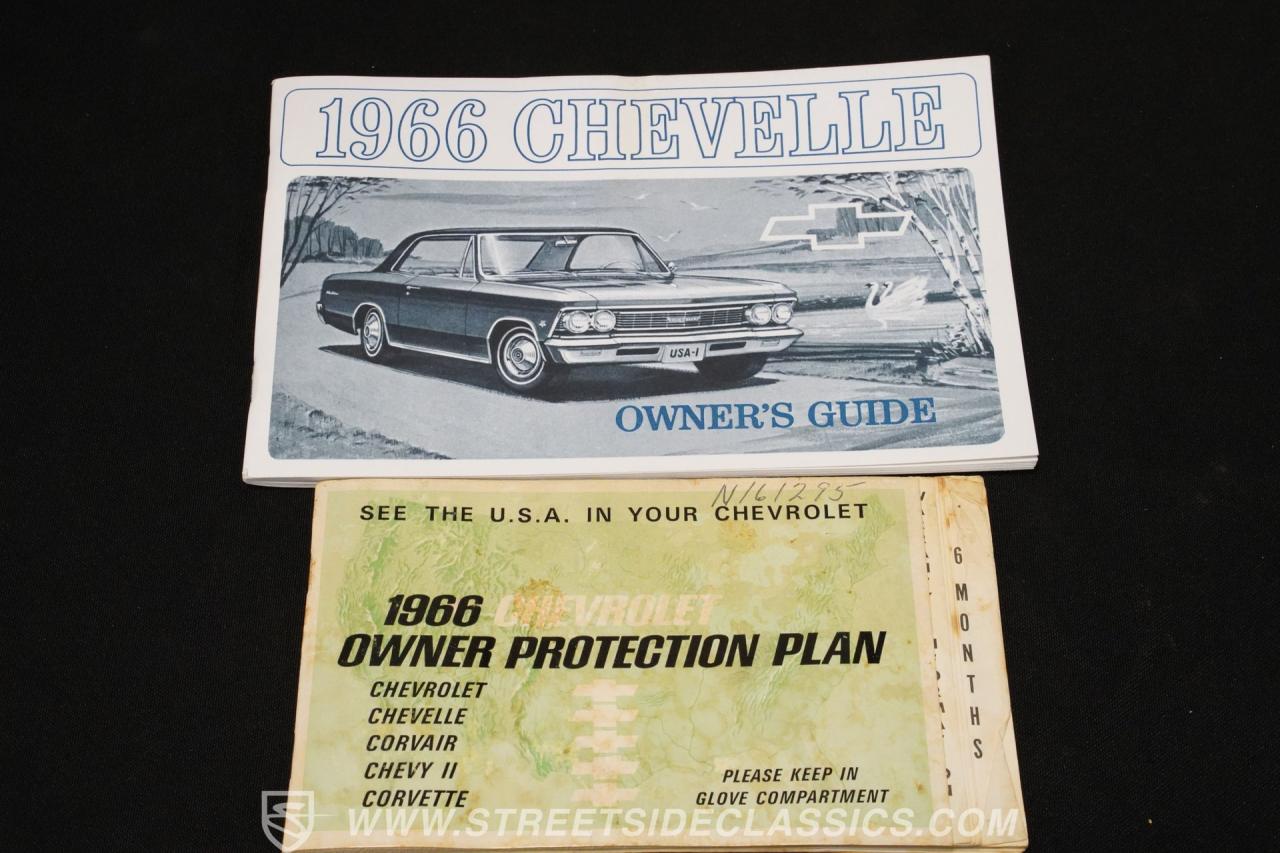 1966 CHEVELLE
USA-1
OWNER'S GUIDE
N161295
SEE THE U.S.A. IN YOUR CHEVROLET
6 MONTHS
1966 CHEVROLET
OWNER PROTECTION PLAN
CHEVROLET
CHEVELLE
CORVAIR
CHEVY II
CORVETTE
PLEASE KEEP IN
GLOVE COMPARTMENT
WWW.STREETSIDECLASSICS.COM